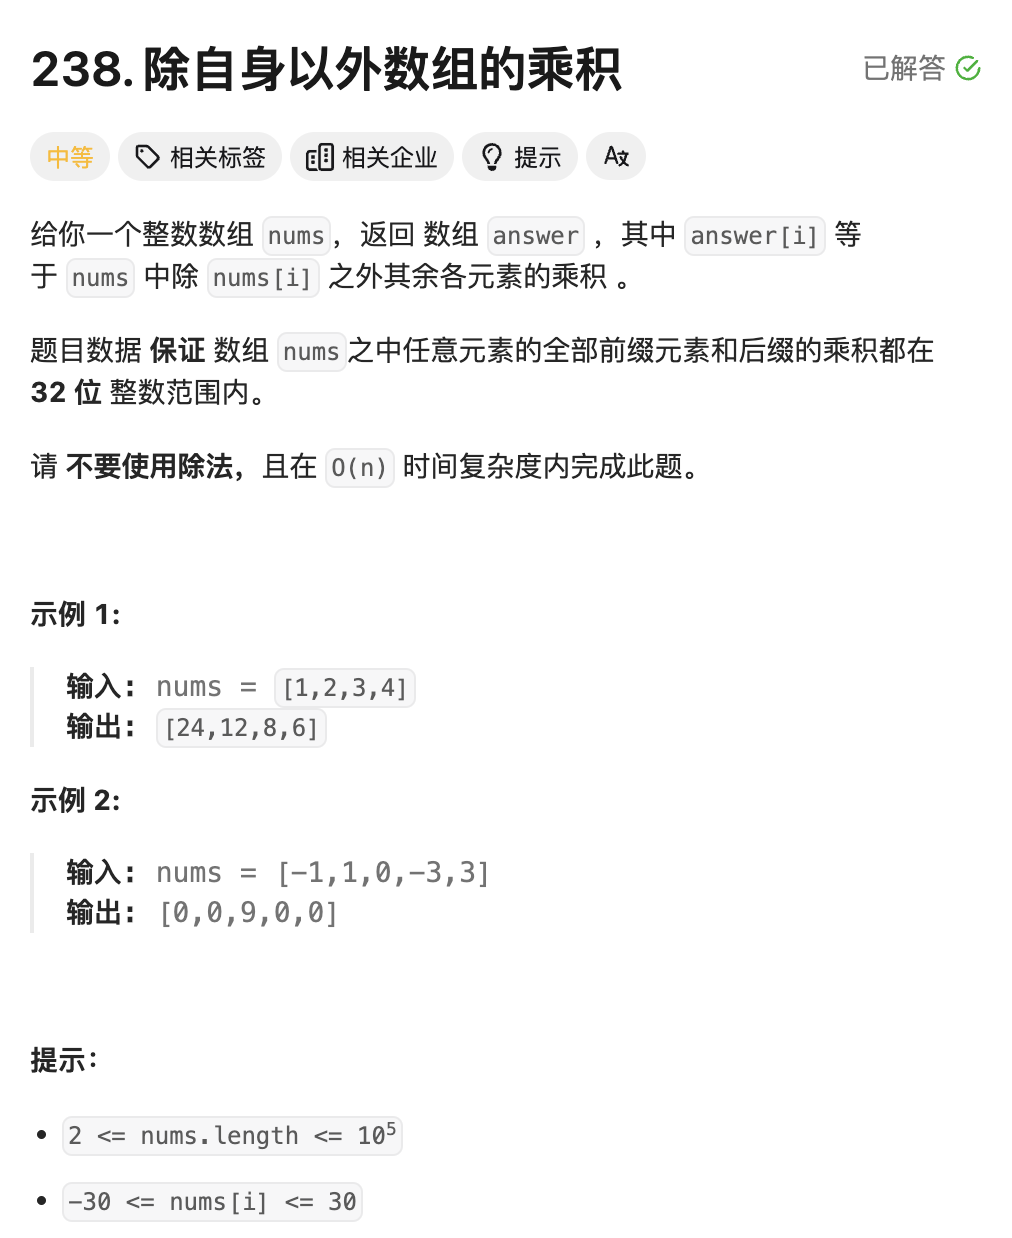 238. 除自身以外数组的乘积
已解答
中等 相关标签 相关企业 提示
给你一个整数数组 nums，返回 数组 answer ，其中 answer[i] 等
于 nums 中除 nums[i] 之外其余各元素的乘积 。
题目数据 保证 数组 nums之中任意元素的全部前缀元素和后缀的乘积都在
32 位 整数范围内。
请 不要使用除法，且在 O(n) 时间复杂度内完成此题。
示例 1:
输入: nums = [1,2,3,4]
输出: [24,12,8,6]
示例 2:
输入: nums = [-1,1,0,-3,3]
输出: [0,0,9,0,0]
提示：
2 <= nums.length <= 10⁵
-30 <= nums[i] <= 30